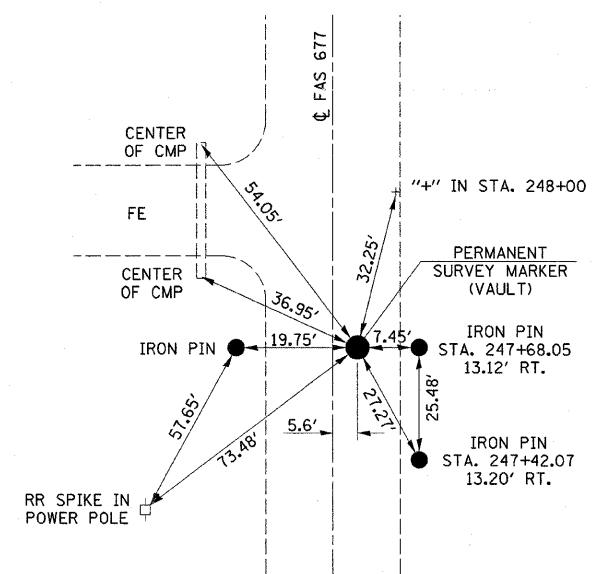 ℄ FAS 677
CENTER
OF CMP
54.05'
"+" IN STA. 248+00
FE
32.25'
PERMANENT
SURVEY MARKER
(VAULT)
CENTER
OF CMP
36.95'
IRON PIN
19.75'
7.45'
IRON PIN
STA. 247+68.05
13.12' RT.
57.65'
73.48'
27.27'
25.48'
5.6'
IRON PIN
STA. 247+42.07
13.20' RT.
RR SPIKE IN
POWER POLE